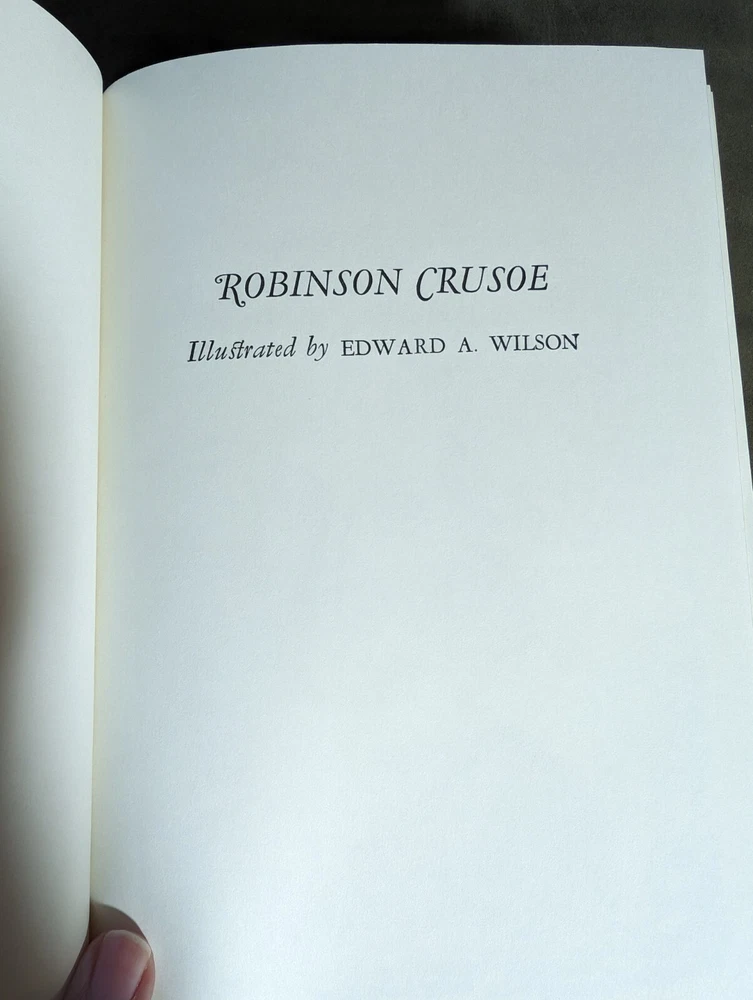 ROBINSON CRUSOE
Illustrated by EDWARD A. WILSON